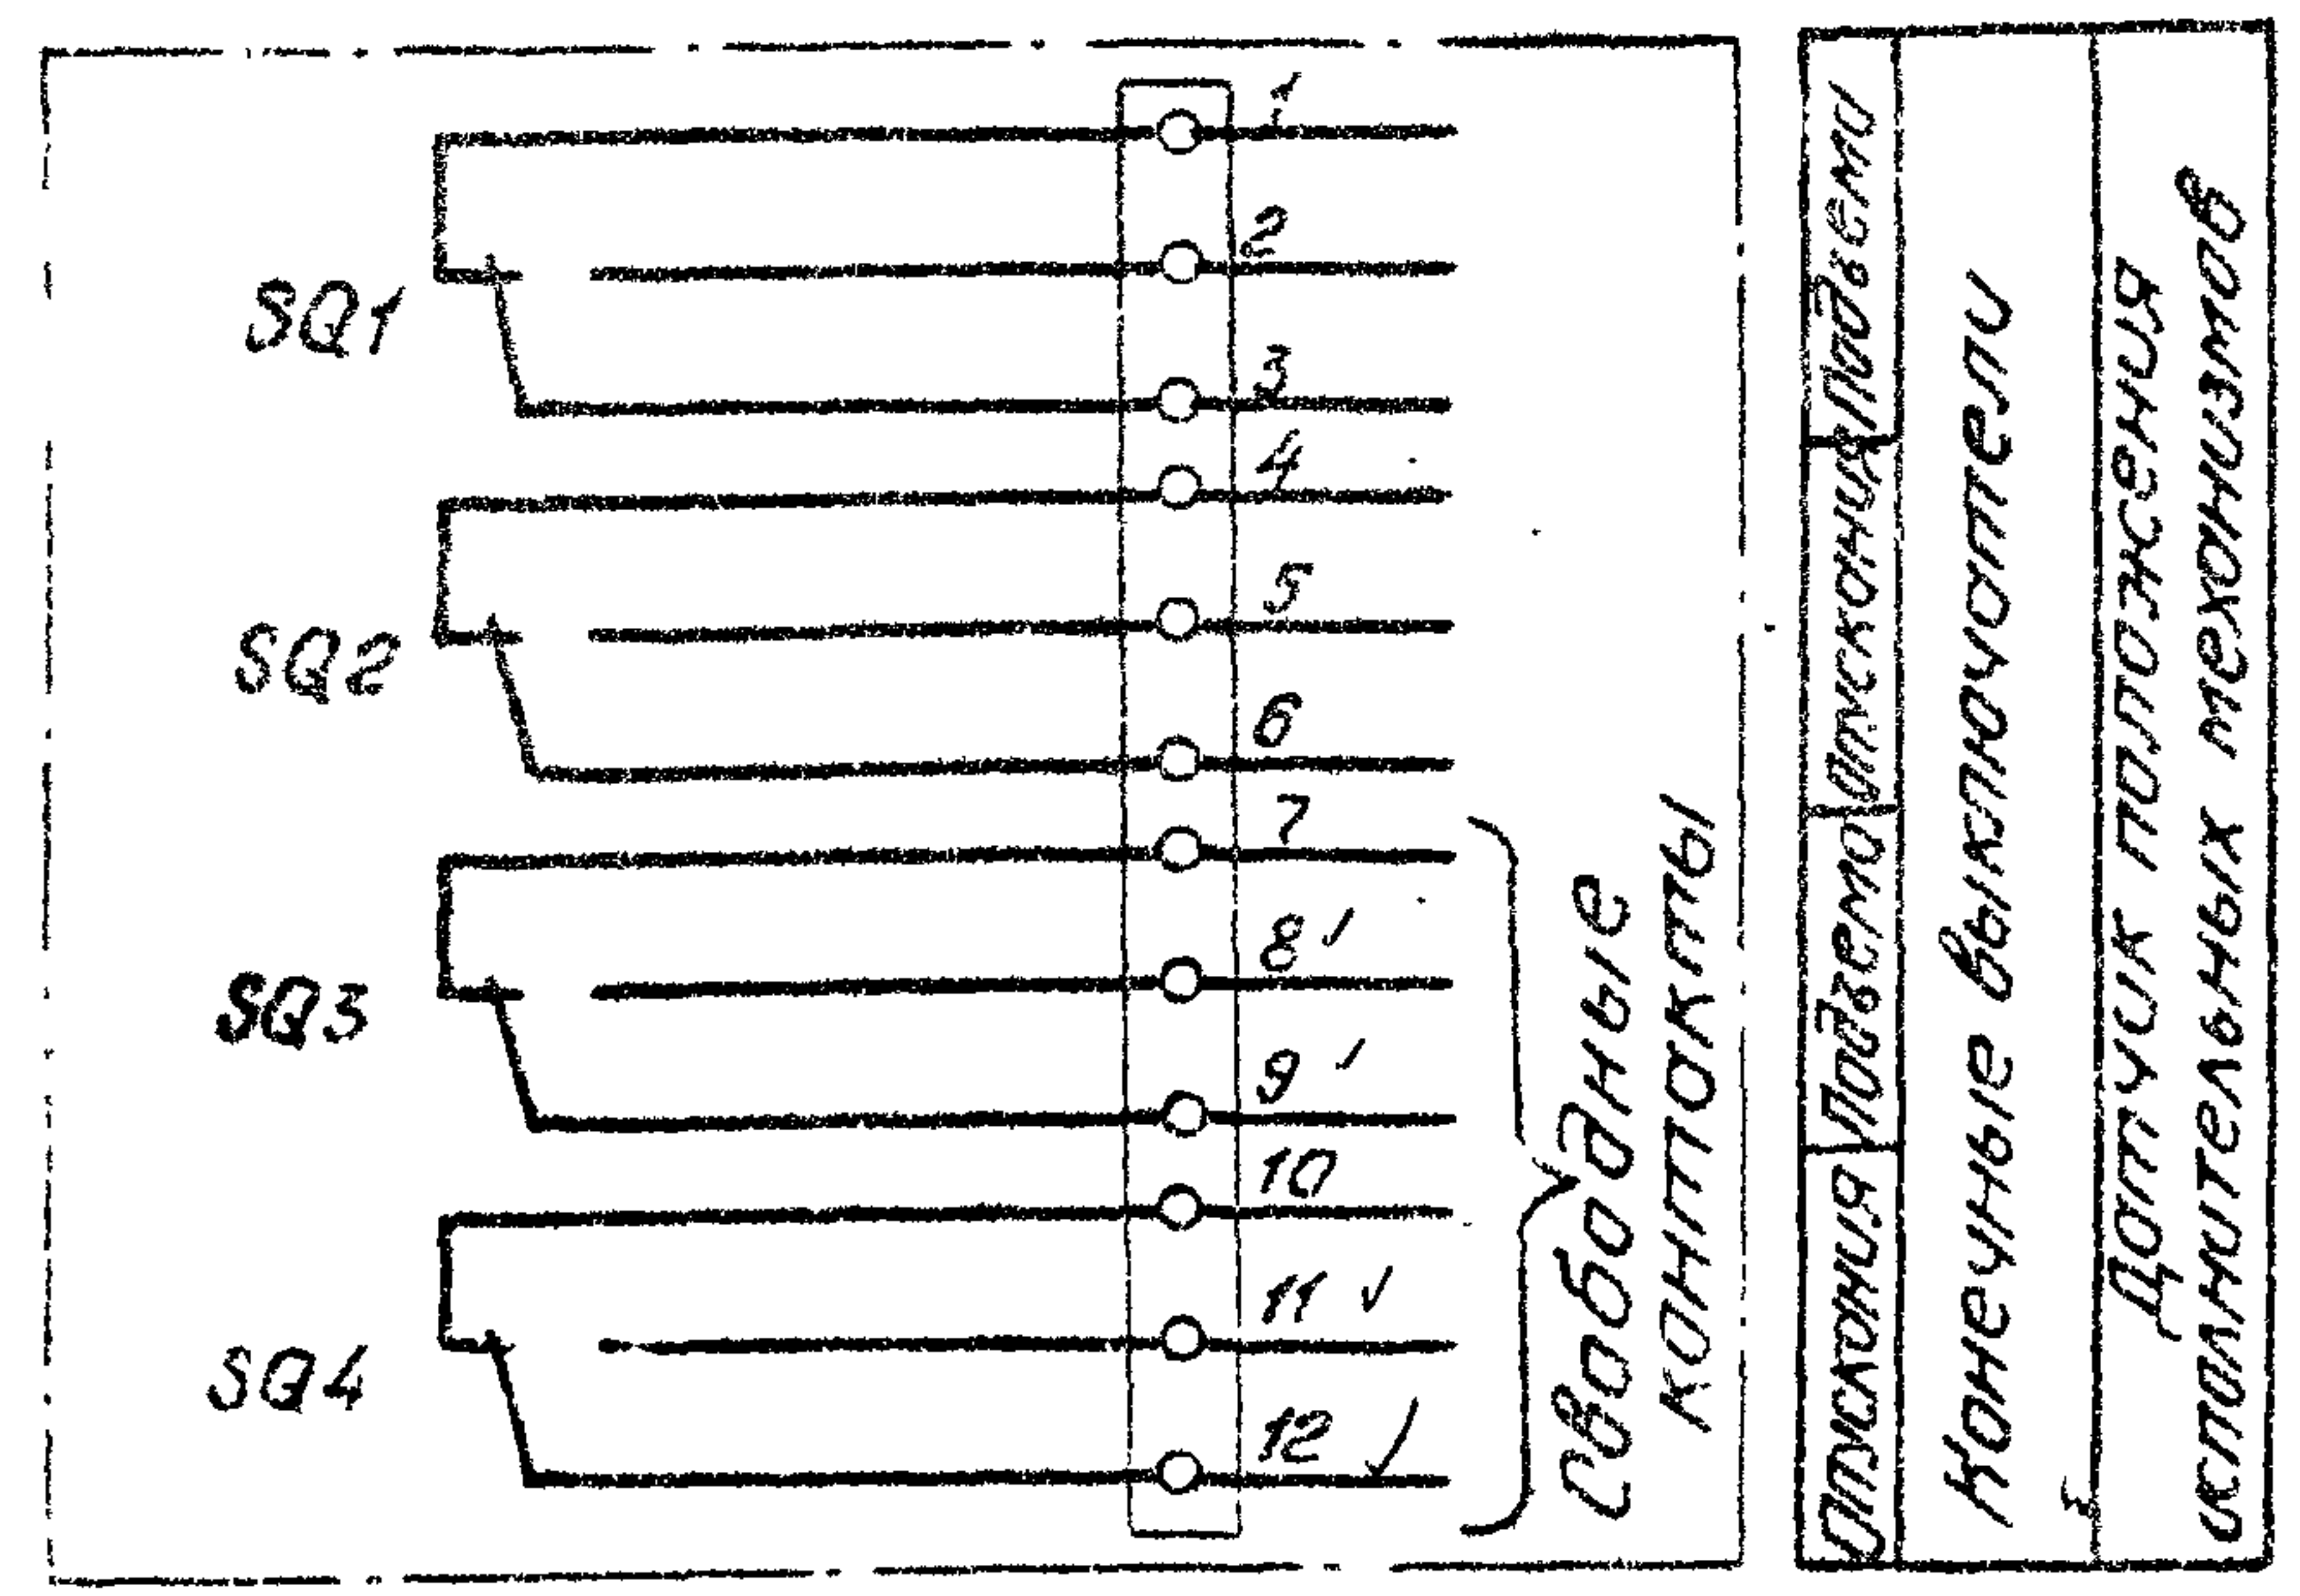 SQ1
1
2
3
SQ2
4
5
6
SQ3
7
8
9
SQ4
10
11
12
Свободные
контакты
Подъема
Опускания
Подъема
Опускания
Конечные выключатели
Датчик положения
исполнительных механизмов